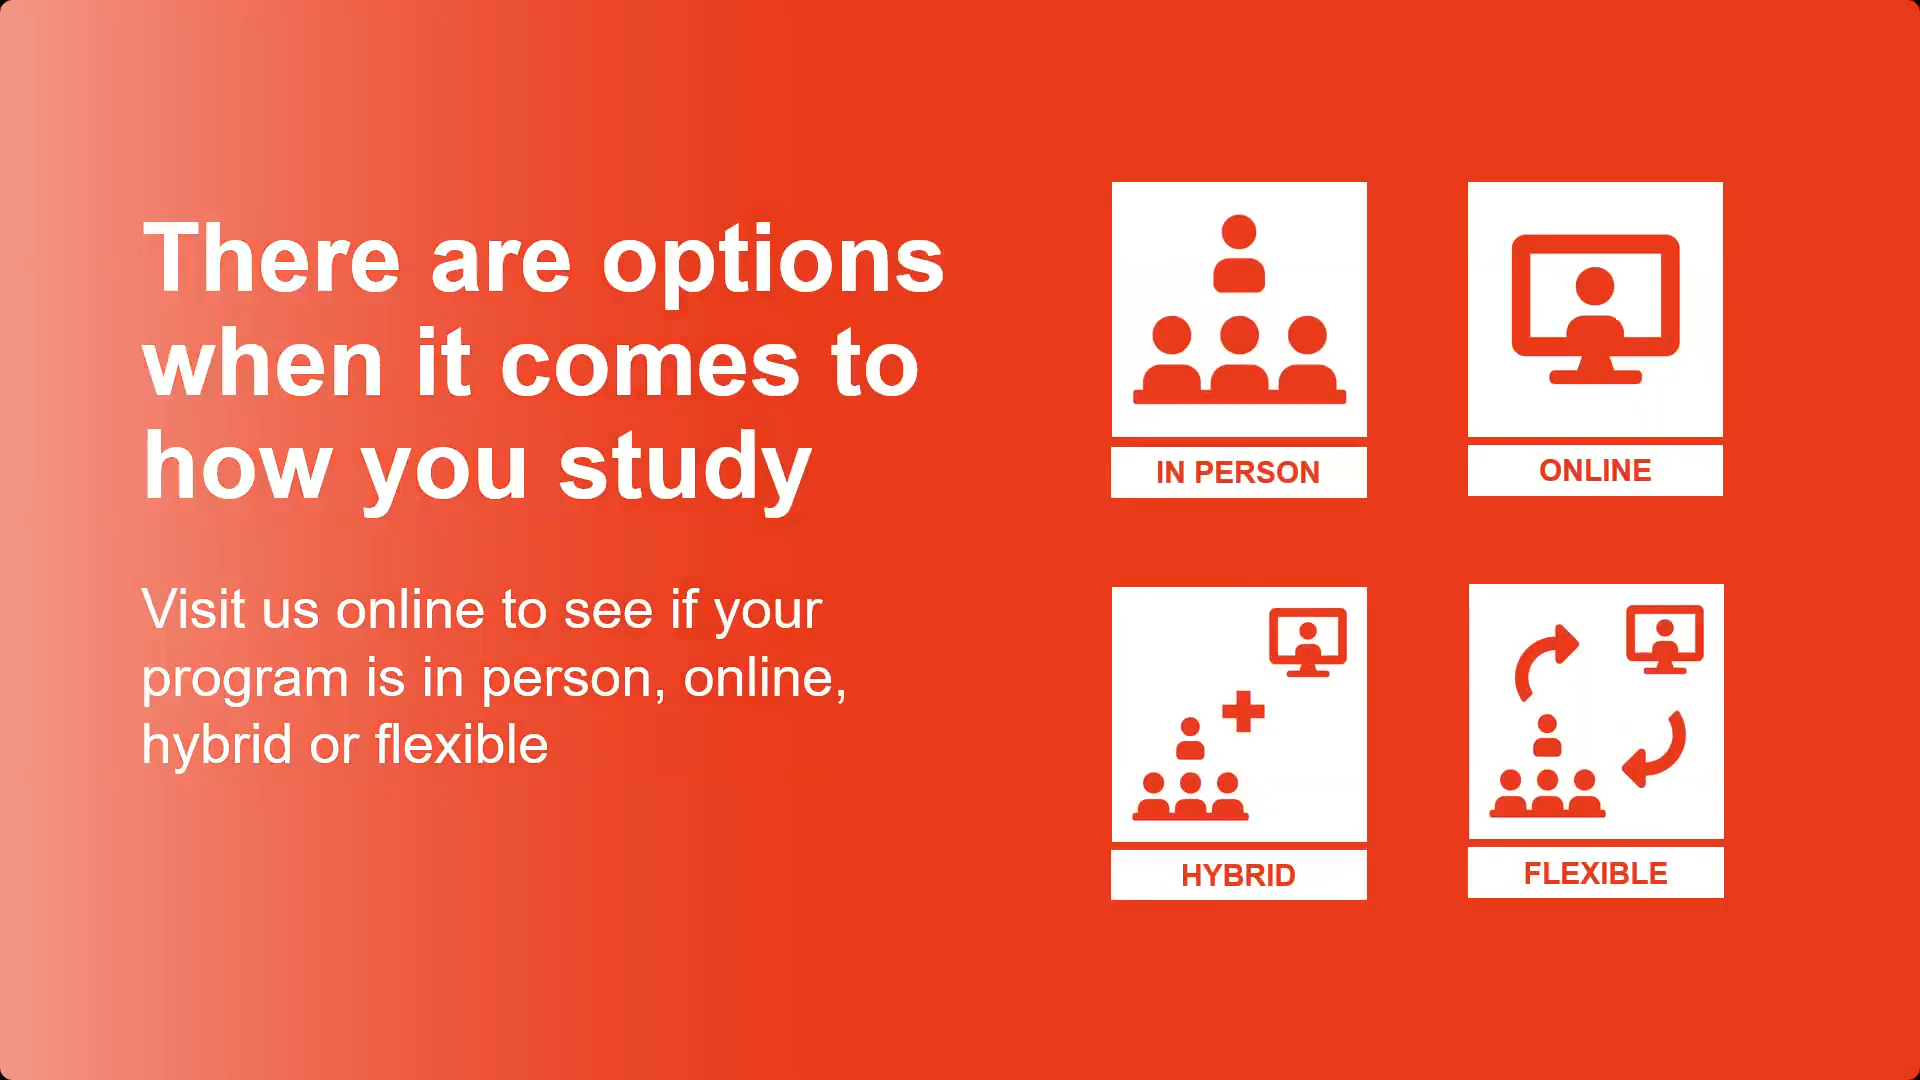 There are options
when it comes to
how you study
Visit us online to see if your
program is in person, online,
hybrid or flexible
IN PERSON
ONLINE
HYBRID
FLEXIBLE